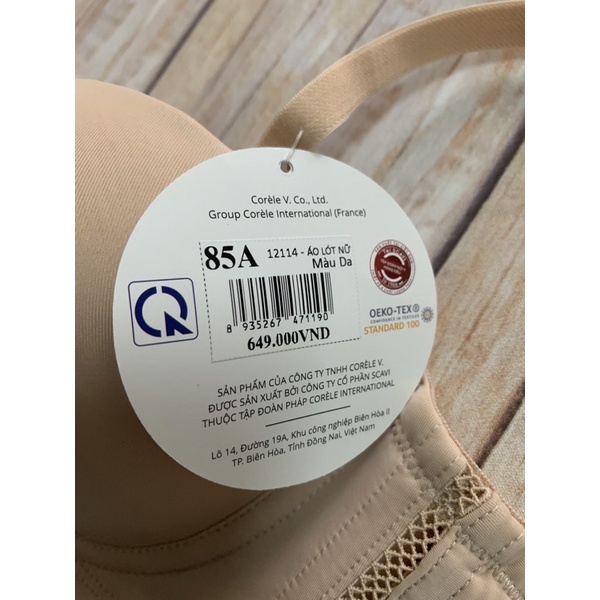 Corèle V. Co., Ltd.
Group Corèle International (France)
85A
12114 - ÁO LÓT NỮ
Màu Da
8 935267 471190
649.000VND
OEKO-TEX®
CONFIDENCE IN TEXTILES
STANDARD 100
SẢN PHẨM CỦA CÔNG TY TNHH CORÈLE V.
ĐƯỢC SẢN XUẤT BỞI CÔNG TY CỔ PHẦN SCAVI
THUỘC TẬP ĐOÀN PHÁP CORÈLE INTERNATIONAL
Lô 14, Đường 19A, Khu công nghiệp Biên Hòa II
TP. Biên Hòa, Tỉnh Đồng Nai, Việt Nam